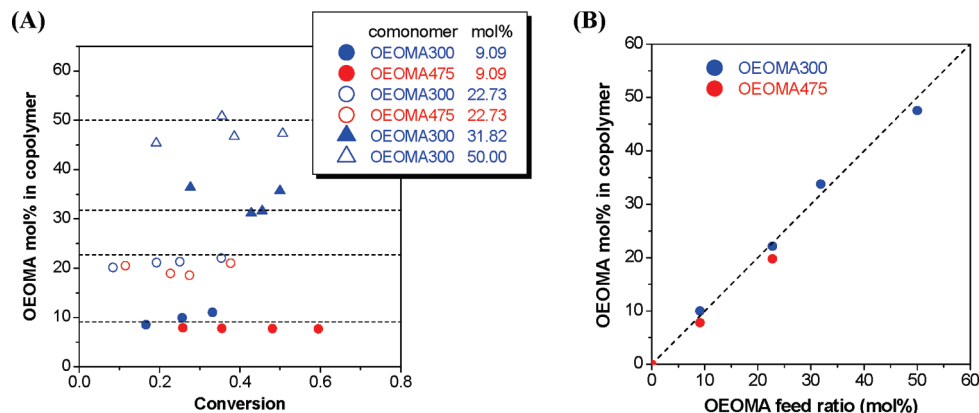 (A)
comonomer mol%
OEOMA300 9.09
OEOMA475 9.09
OEOMA300 22.73
OEOMA475 22.73
OEOMA300 31.82
OEOMA300 50.00
OEOMA mol% in copolymer
60
50
40
30
20
10
0
0.0 0.2 0.4 0.6 0.8
Conversion
(B)
OEOMA300
OEOMA475
OEOMA mol% in copolymer
60
50
40
30
20
10
0
0 10 20 30 40 50 60
OEOMA feed ratio (mol%)